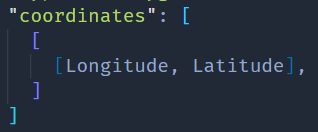 "coordinates": [
[
[Longitude, Latitude],
]
]